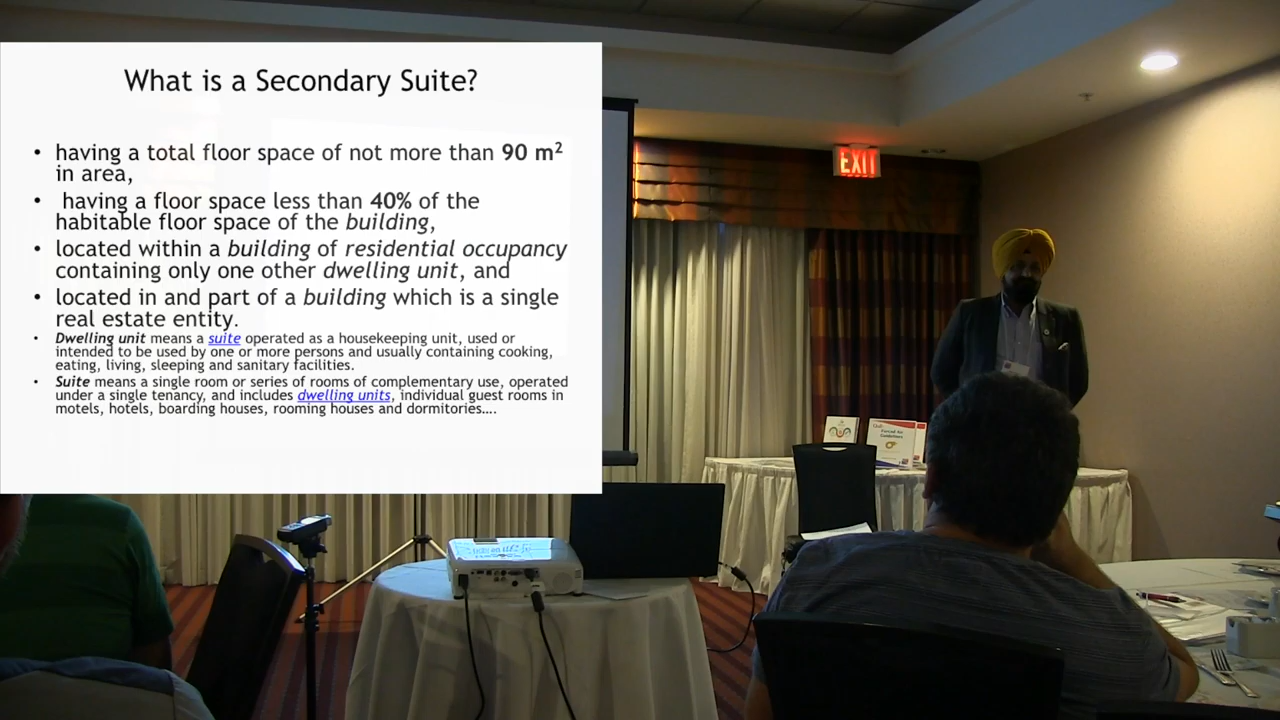 What is a Secondary Suite?
• having a total floor space of not more than 90 m²
in area,
• having a floor space less than 40% of the
habitable floor space of the building,
• located within a building of residential occupancy
containing only one other dwelling unit, and
• located in and part of a building which is a single
real estate entity.
• Dwelling unit means a suite operated as a housekeeping unit, used or
intended to be used by one or more persons and usually containing cooking,
eating, living, sleeping and sanitary facilities.
• Suite means a single room or series of rooms of complementary use, operated
under a single tenancy, and includes dwelling units, individual guest rooms in
motels, hotels, boarding houses, rooming houses and dormitories....
EXIT
Forced Air
Guidelines